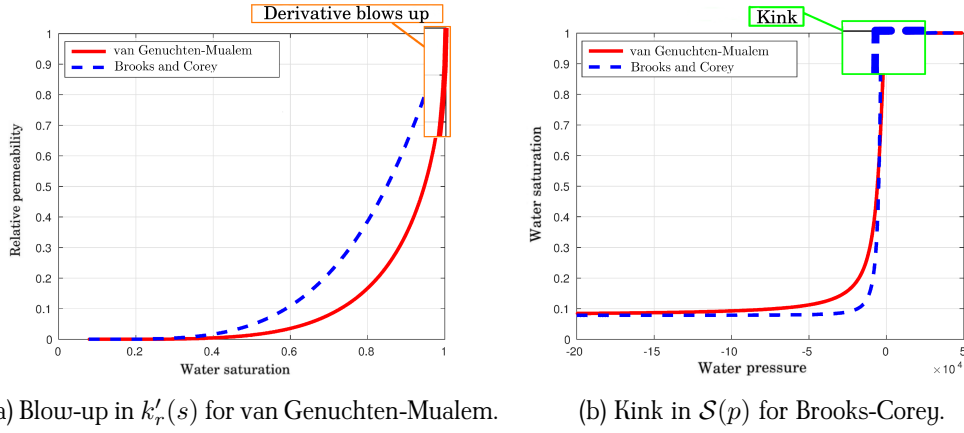 Derivative blows up
van Genuchten-Mualem
Brooks and Corey
Relative permeability
1
0.9
0.8
0.7
0.6
0.5
0.4
0.3
0.2
0.1
0
0
0.2
0.4
0.6
0.8
1
Water saturation
Kink
van Genuchten-Mualem
Brooks and Corey
Water saturation
1
0.9
0.8
0.7
0.6
0.5
0.4
0.3
0.2
0.1
0
-20
-15
-10
-5
0
5
× 10⁴
Water pressure
a) Blow-up in k′ᵣ(s) for van Genuchten-Mualem.
(b) Kink in 𝒮(p) for Brooks-Corey.